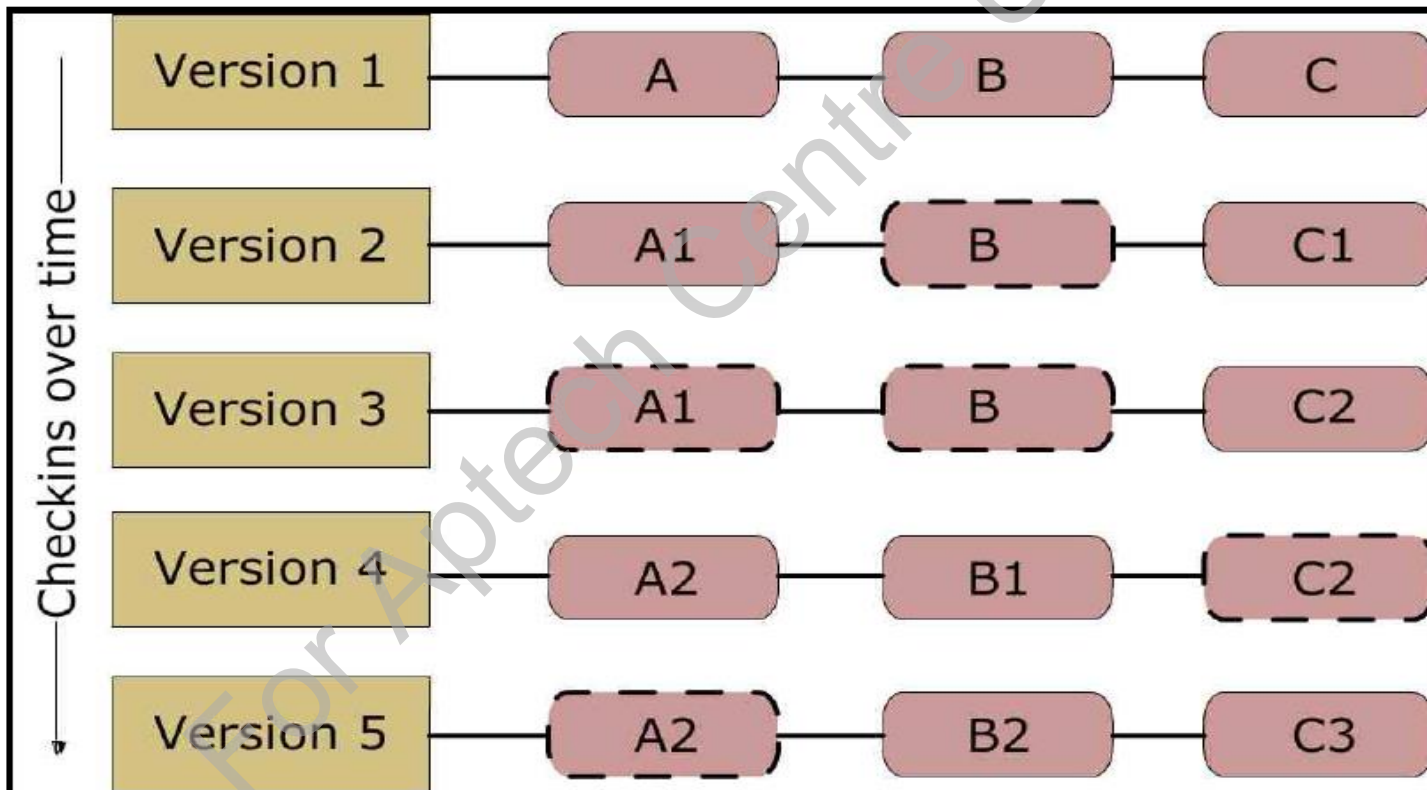 Checkins over time
Version 1 A B C
Version 2 A1 B C1
Version 3 A1 B C2
Version 4 A2 B1 C2
Version 5 A2 B2 C3
For Aptech Centre